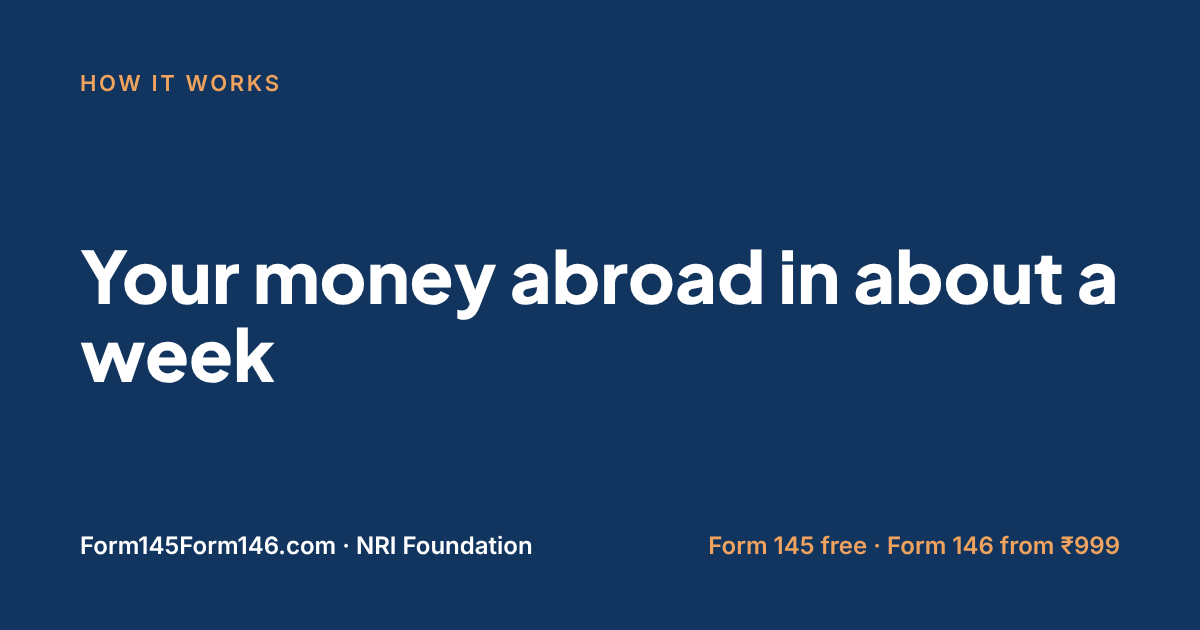 HOW IT WORKS
Your money abroad in about a
week
Form145Form146.com · NRI Foundation
Form 145 free · Form 146 from ₹999